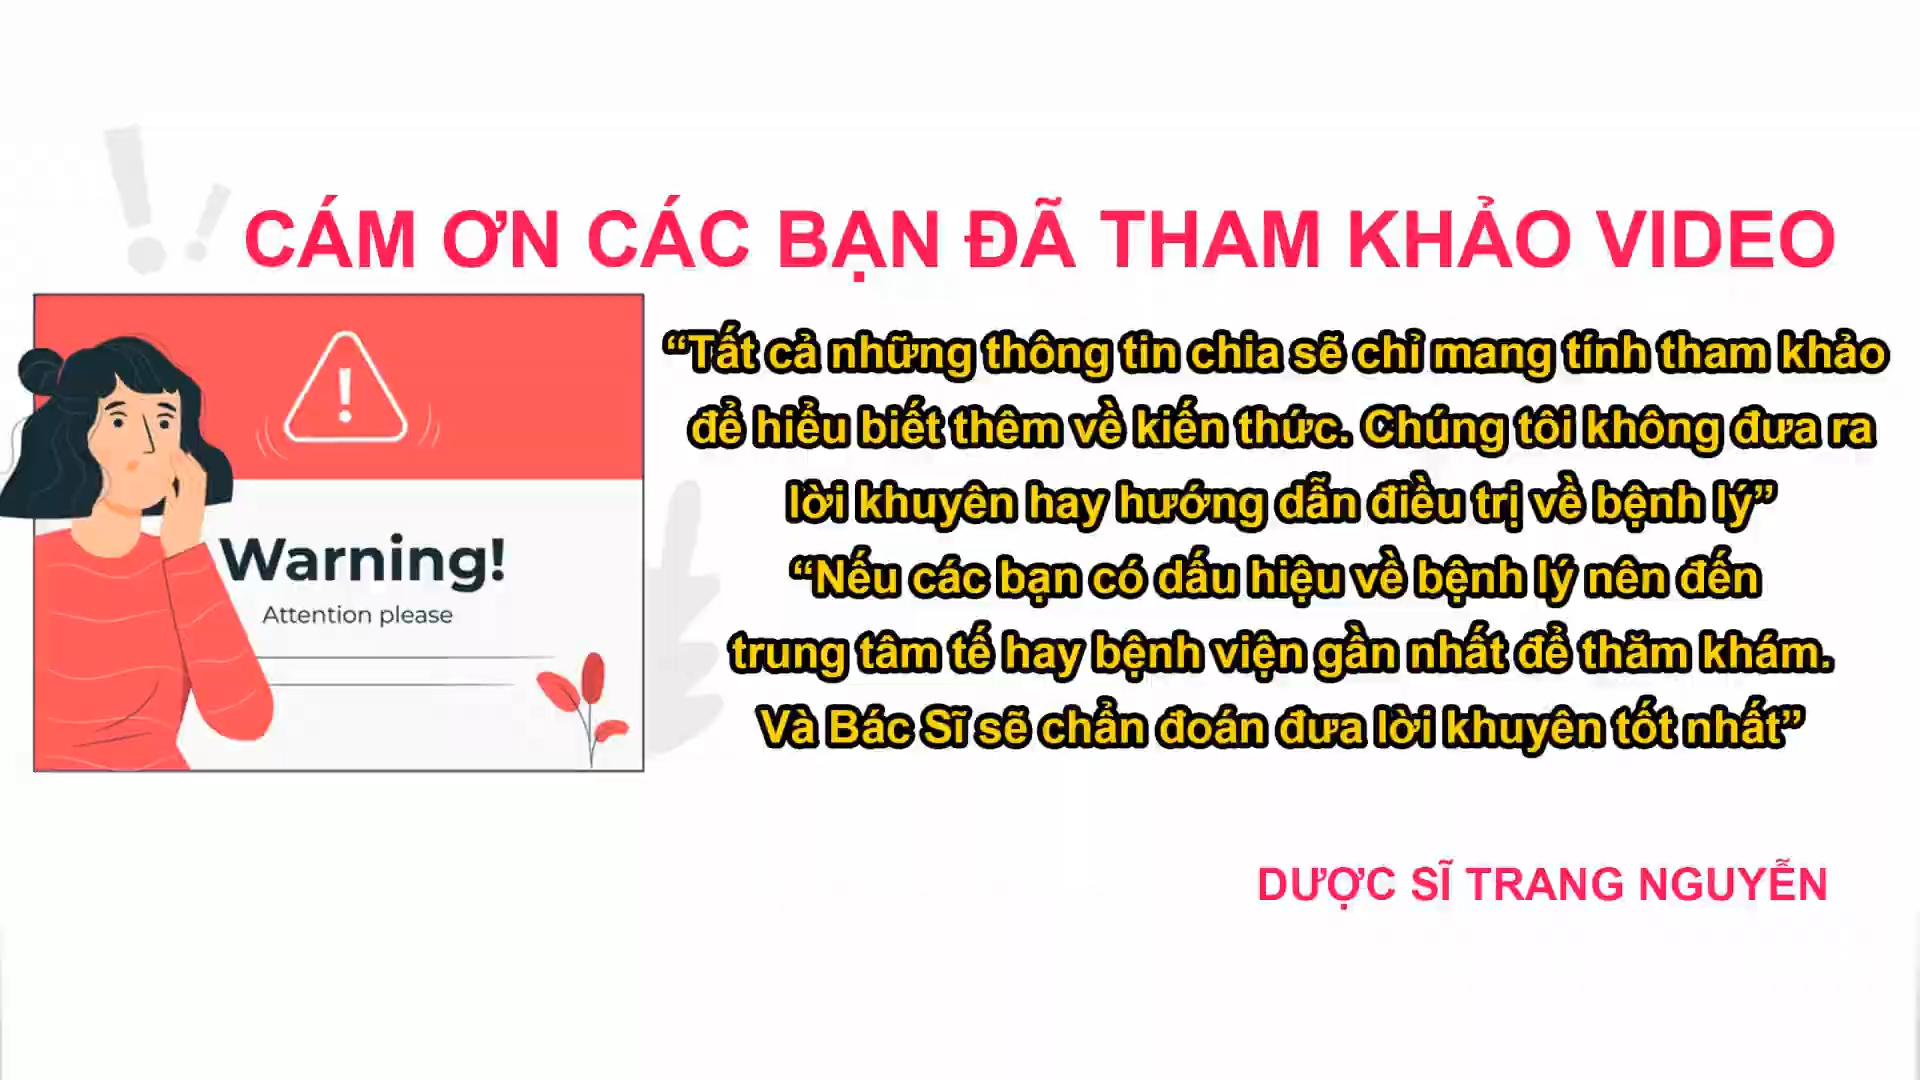 CÁM ƠN CÁC BẠN ĐÃ THAM KHẢO VIDEO
“Tất cả những thông tin chia sẽ chỉ mang tính tham khảo
để hiểu biết thêm về kiến thức. Chúng tôi không đưa ra
lời khuyên hay hướng dẫn điều trị về bệnh lý”
“Nếu các bạn có dấu hiệu về bệnh lý nên đến
trung tâm tế hay bệnh viện gần nhất để thăm khám.
Và Bác Sĩ sẽ chẩn đoán đưa lời khuyên tốt nhất”
Warning!
Attention please
DƯỢC SĨ TRANG NGUYỄN